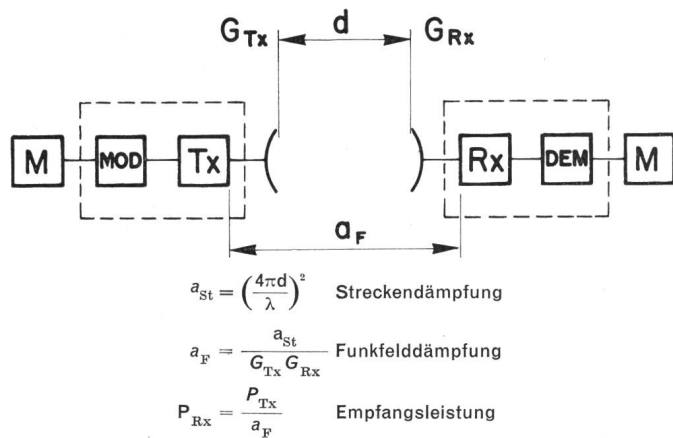 G_Tx d G_Rx
M MOD Tx Rx DEM M
a_F
a_St = (4πd/λ)² Streckendämpfung
a_F = a_St/(G_Tx G_Rx) Funkfelddämpfung
P_Rx = P_Tx/a_F Empfangsleistung